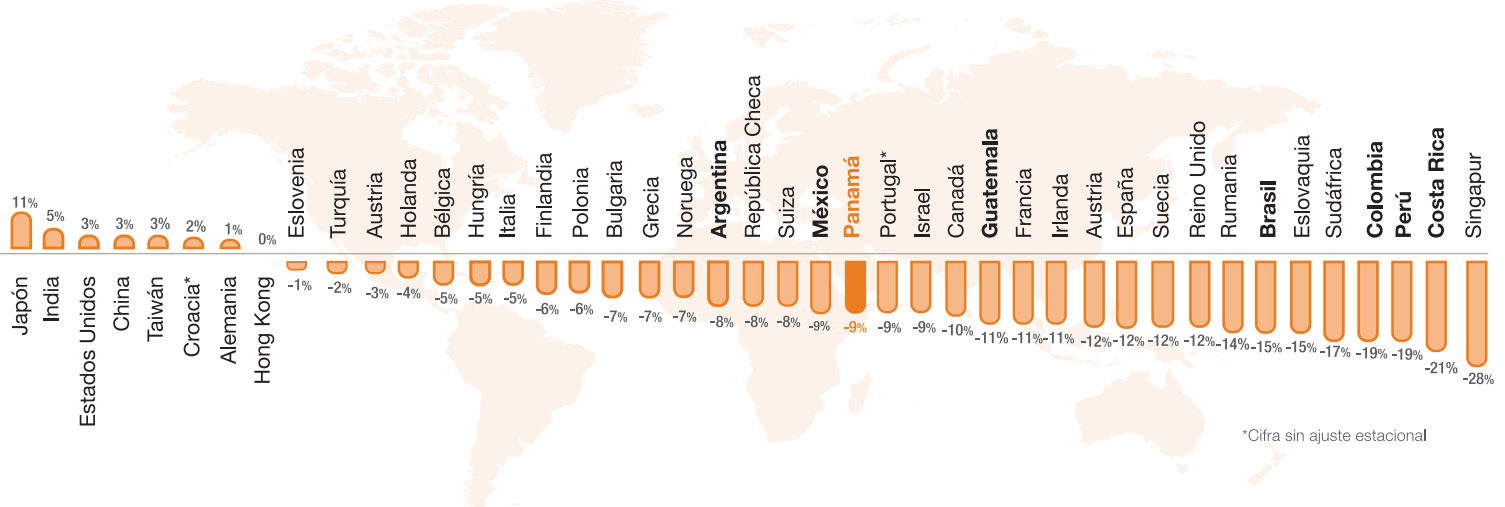 11%
Japón
5%
India
3%
Estados Unidos
3%
China
3%
Taiwán
2%
Croacia*
1%
Alemania
0%
Hong Kong
Eslovenia
-1%
Turquía
-2%
Austria
-3%
Holanda
-4%
Bélgica
-5%
Hungría
-5%
Italia
-5%
Finlandia
-6%
Polonia
-6%
Bulgaria
-7%
Grecia
-7%
Noruega
-7%
Argentina
-8%
República Checa
-8%
Suiza
-8%
México
-9%
Panamá
-9%
Portugal*
-9%
Israel
-9%
Canadá
-10%
Guatemala
-11%
Francia
-11%
Irlanda
-11%
Austria
-12%
España
-12%
Suecia
-12%
Reino Unido
-12%
Rumania
-14%
Brasil
-15%
Eslovaquia
-15%
Sudáfrica
-17%
Colombia
-19%
Perú
-19%
Costa Rica
-21%
Singapur
-28%
*Cifra sin ajuste estacional